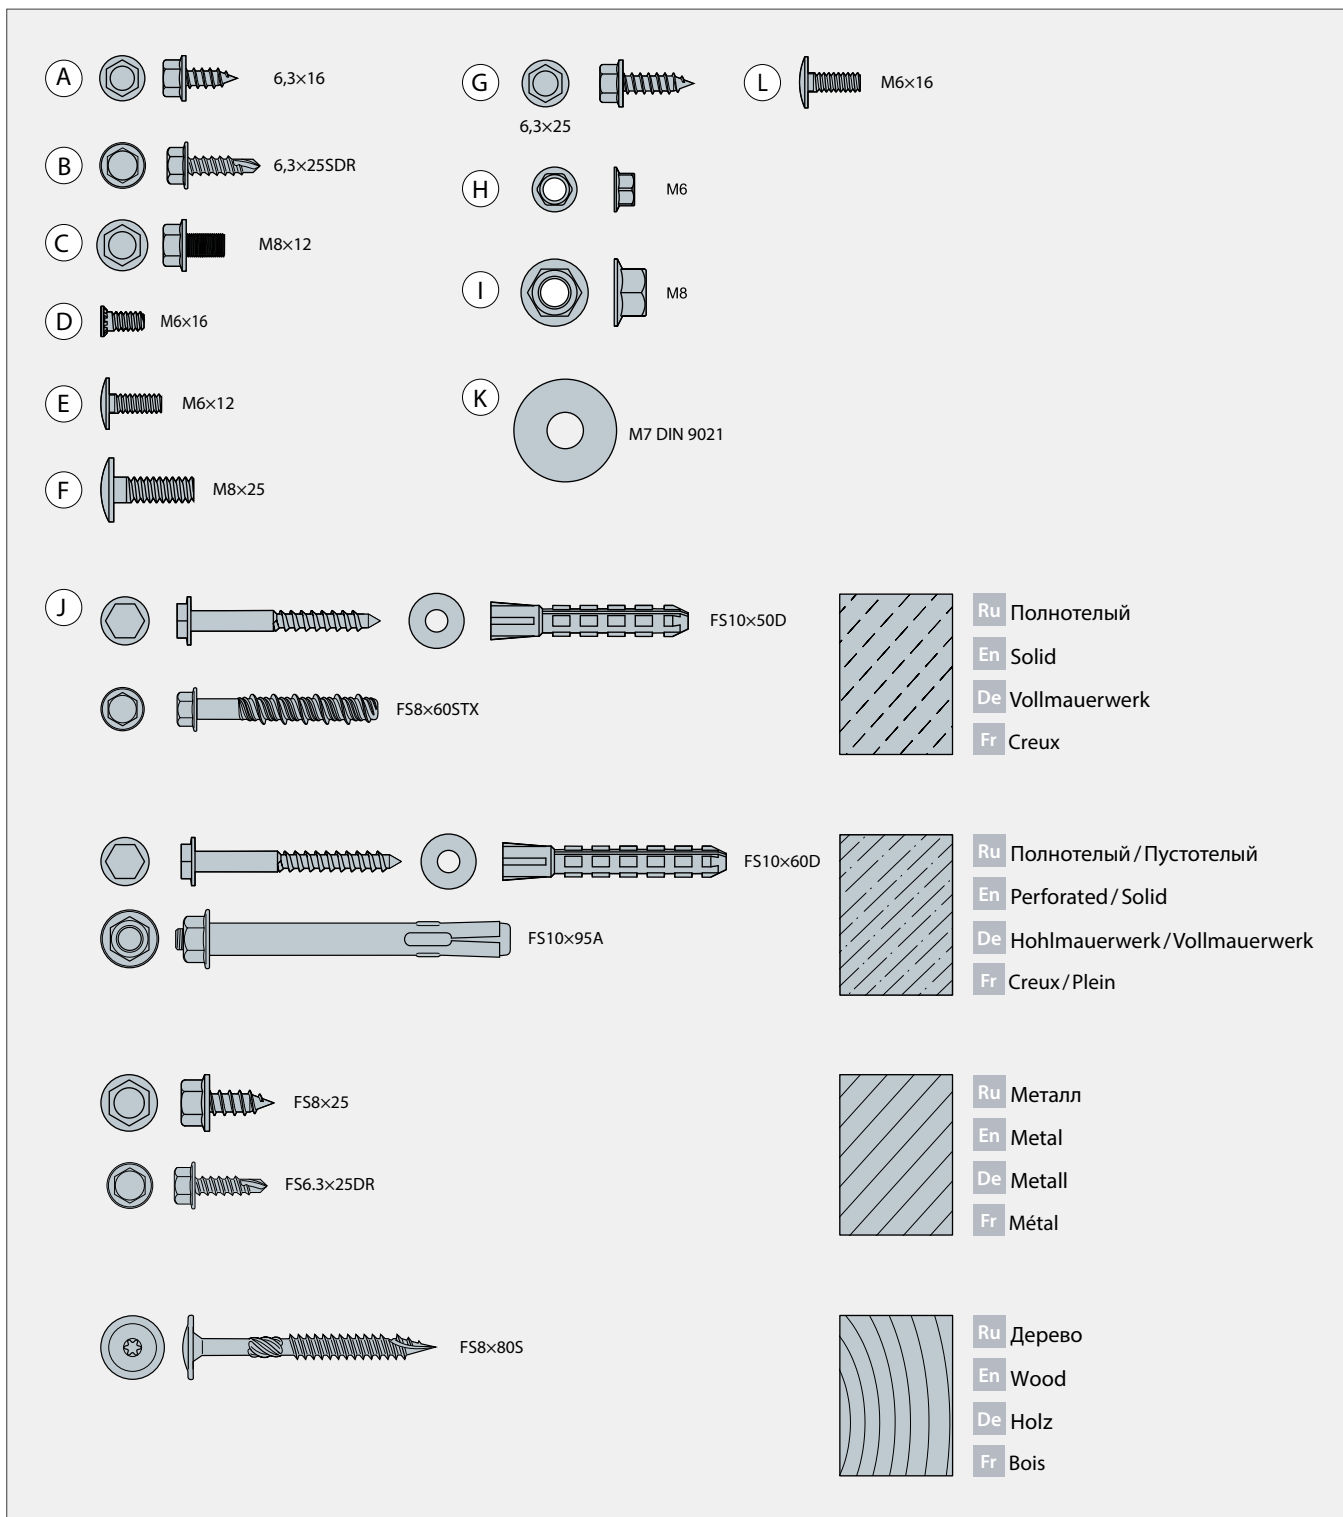 A 6,3×16
B 6,3×25SDR
C M8×12
D M6×16
E M6×12
F M8×25
G 6,3×25
H M6
I M8
K M7 DIN 9021
L M6×16
J FS10×50D
FS8×60STX
Ru Полнотелый
En Solid
De Vollmauerwerk
Fr Creux
FS10×60D
FS10×95A
Ru Полнотелый / Пустотелый
En Perforated / Solid
De Hohlmauerwerk / Vollmauerwerk
Fr Creux / Plein
FS8×25
FS6.3×25DR
Ru Металл
En Metal
De Metall
Fr Métal
FS8×80S
Ru Дерево
En Wood
De Holz
Fr Bois